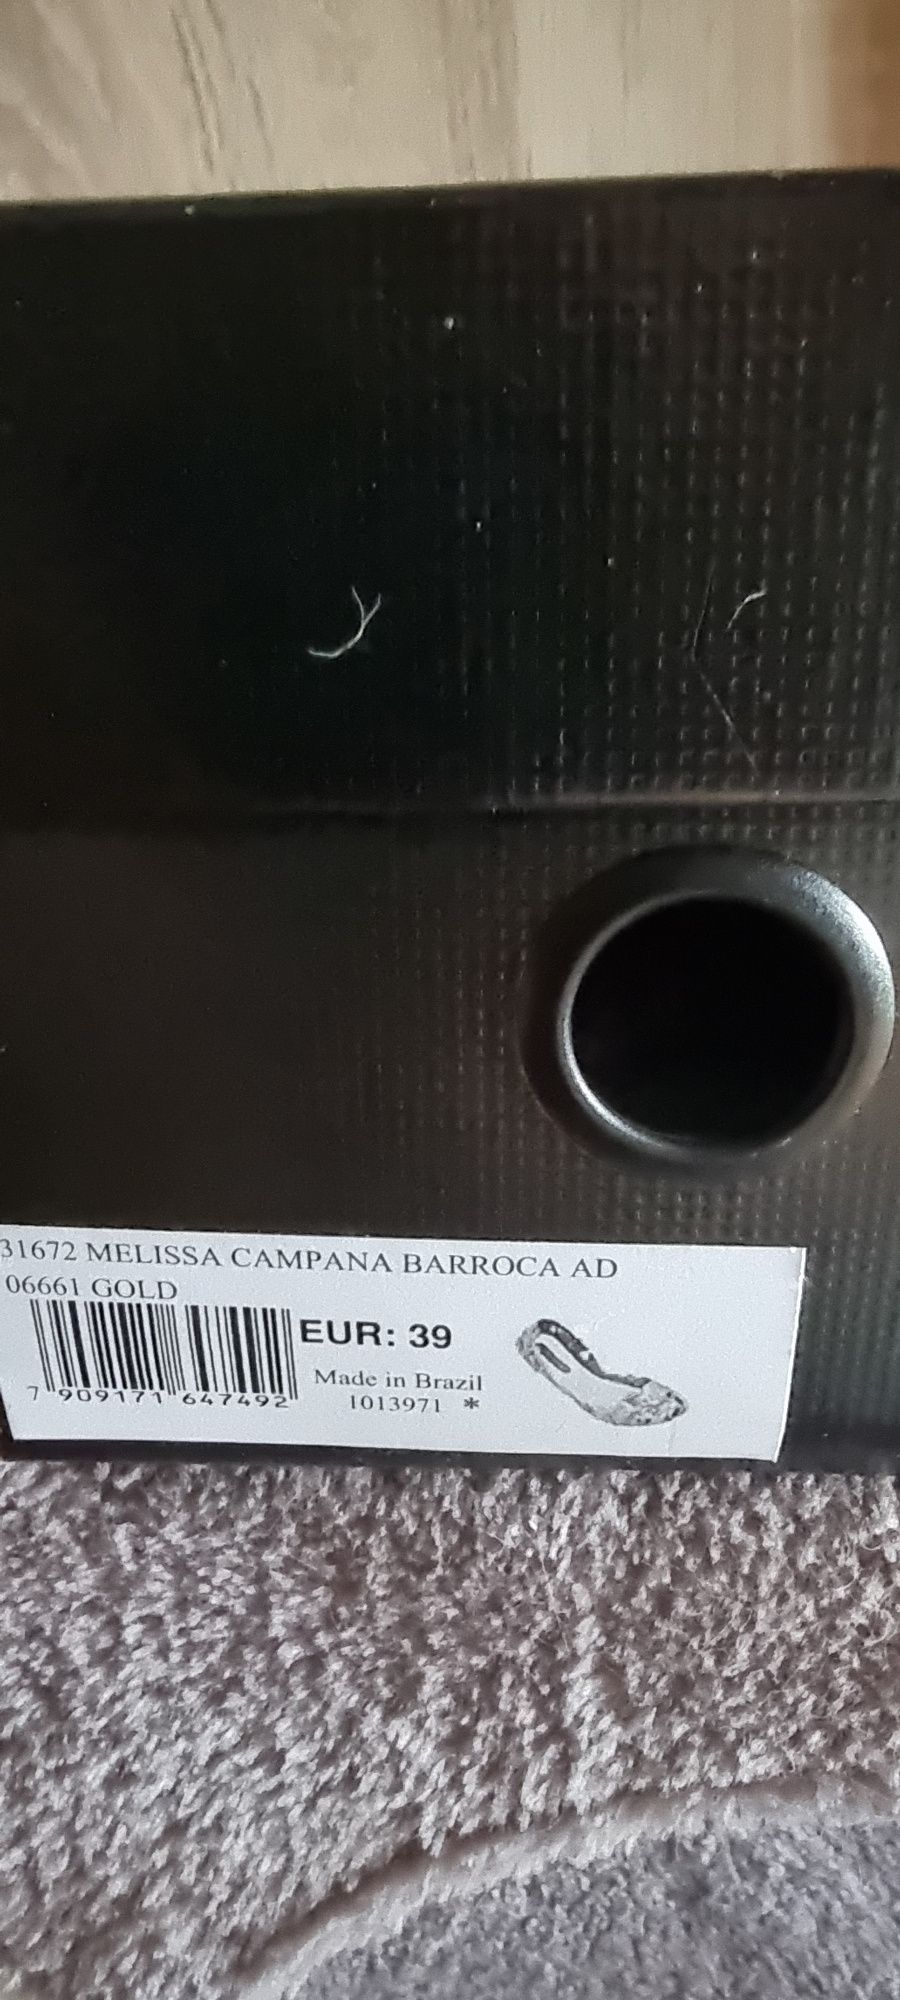 31672 MELISSA CAMPANA BARROCA AD
06661 GOLD
EUR: 39
Made in Brazil
1013971 *
7 909171 647492